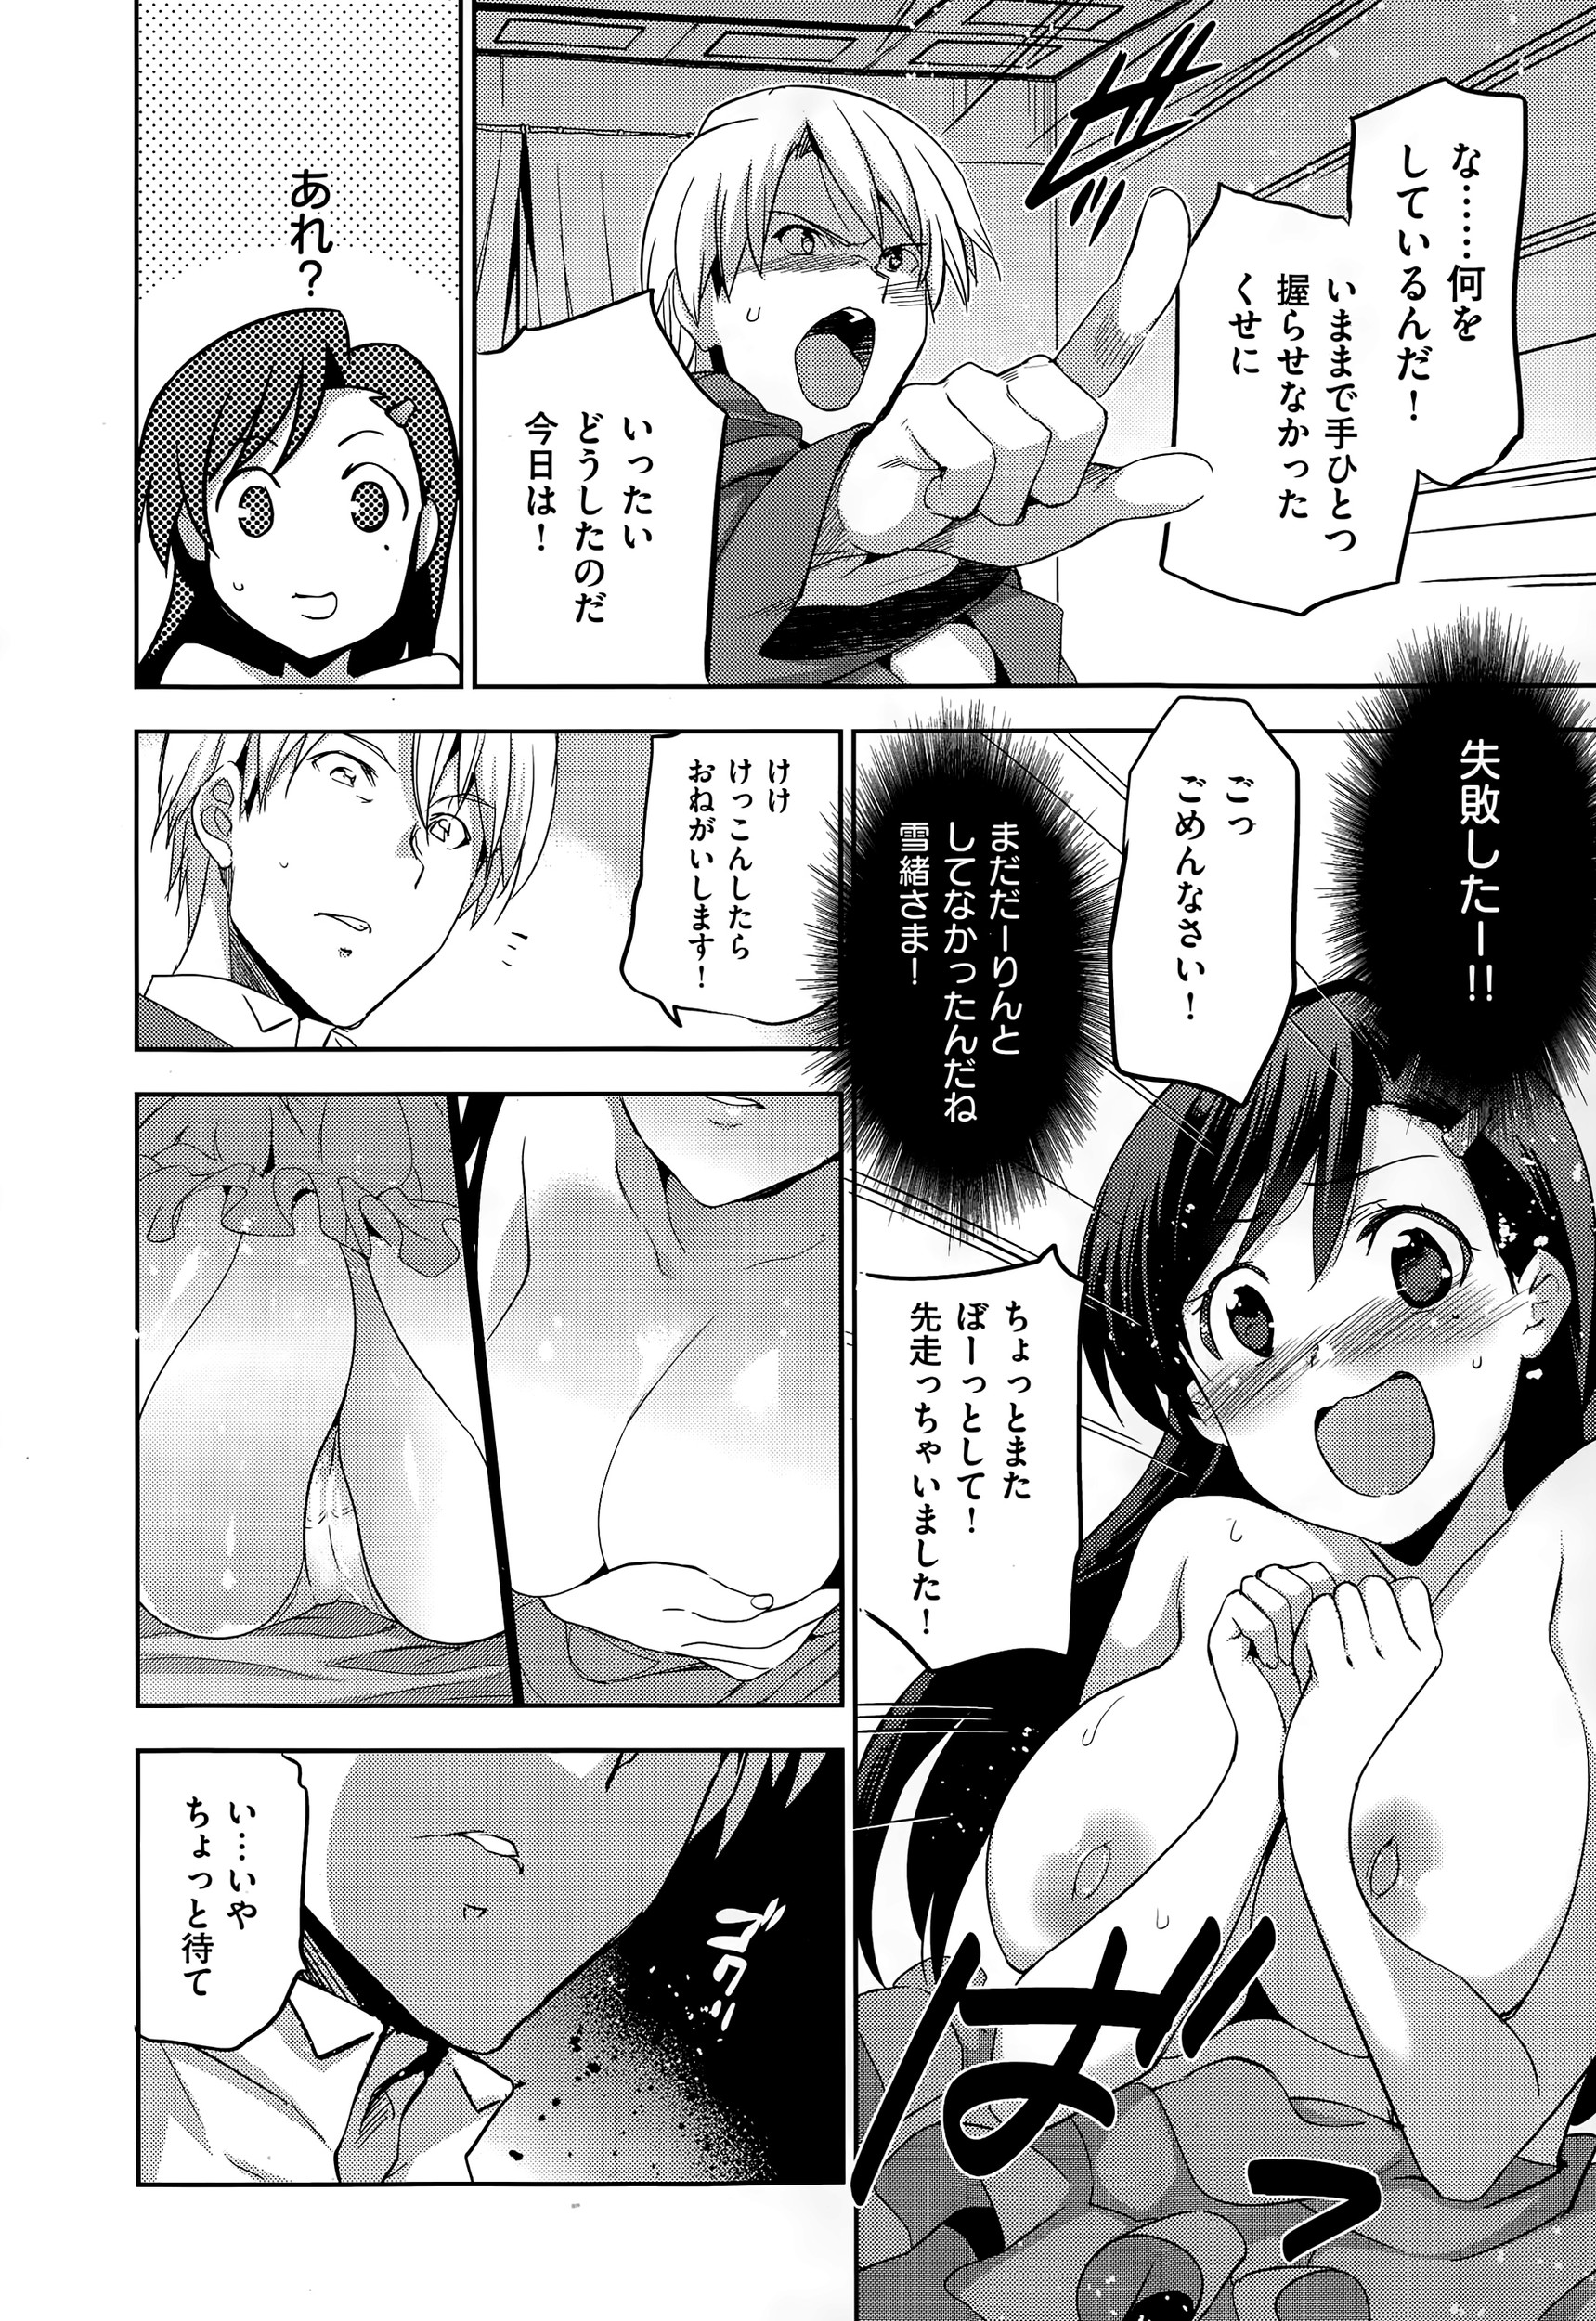 な……何を
しているんだ！
いままで手ひとつ
握らせなかった
くせに
ビシッ
いったい
どうしたのだ
今日は！
あれ？
失敗したー!!
ごっ
ごめんなさい！
まだだーりんと
してなかったんだね
雪緒さま！
ちょっとまた
ぼーっとして！
先走っちゃいました！
ばっ
けけ
けっこんしたら
おねがいします！
ガクッ
い…いや
ちょっと待て